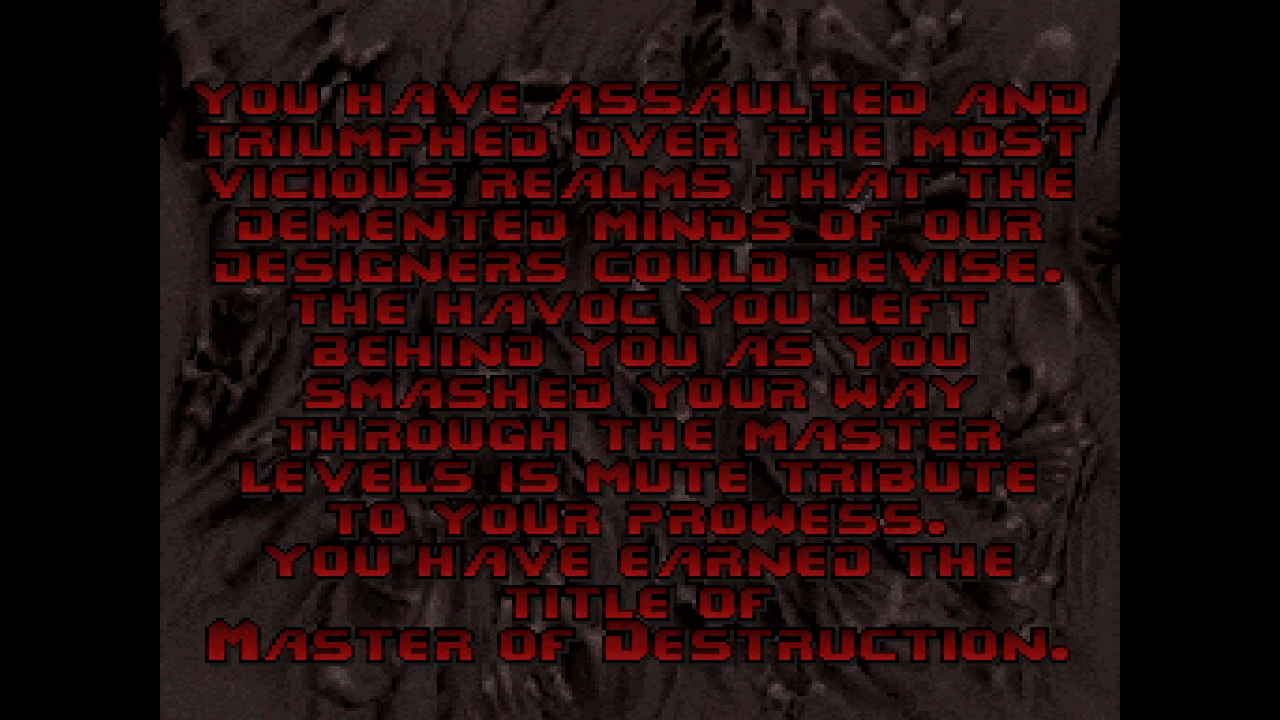 YOU HAVE ASSAULTED AND
TRIUMPHED OVER THE MOST
VICIOUS REALMS THAT THE
DEMENTED MINDS OF OUR
DESIGNERS COULD DEVISE.
THE HAVOC YOU LEFT
BEHIND YOU AS YOU
SMASHED YOUR WAY
THROUGH THE MASTER
LEVELS IS MUTE TRIBUTE
TO YOUR PROWESS.
YOU HAVE EARNED THE
TITLE OF
MASTER OF DESTRUCTION.